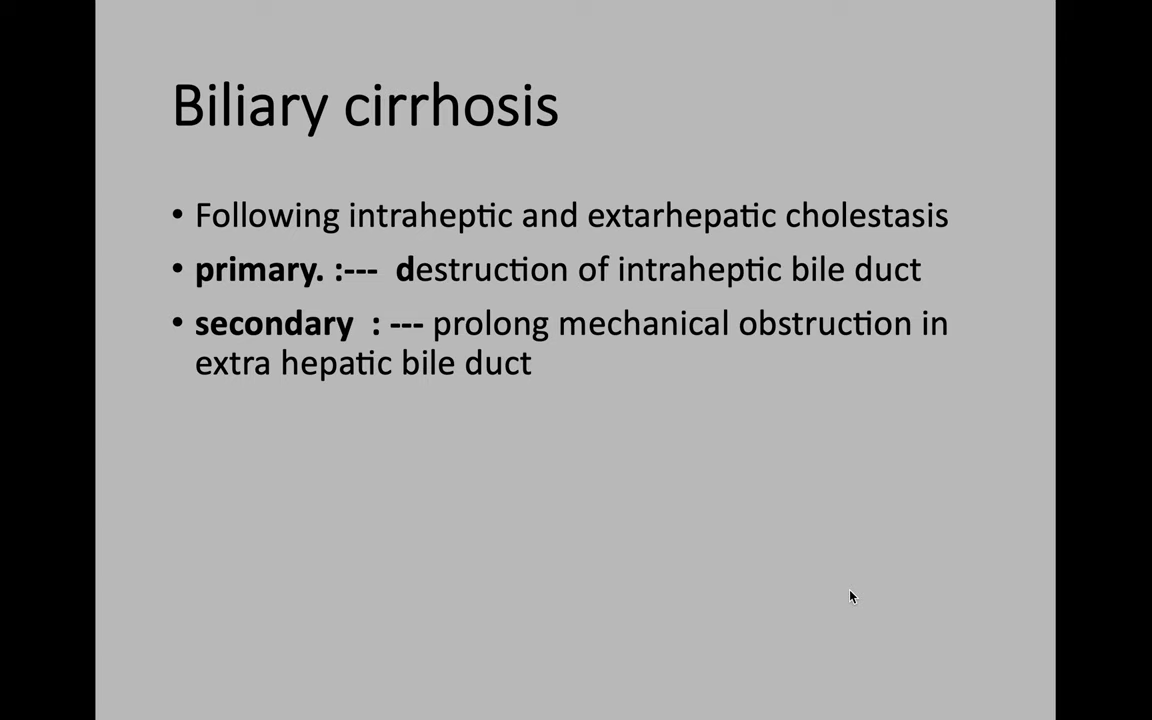 Biliary cirrhosis
• Following intraheptic and extarhepatic cholestasis
• primary. :--- destruction of intraheptic bile duct
• secondary : --- prolong mechanical obstruction in
extra hepatic bile duct